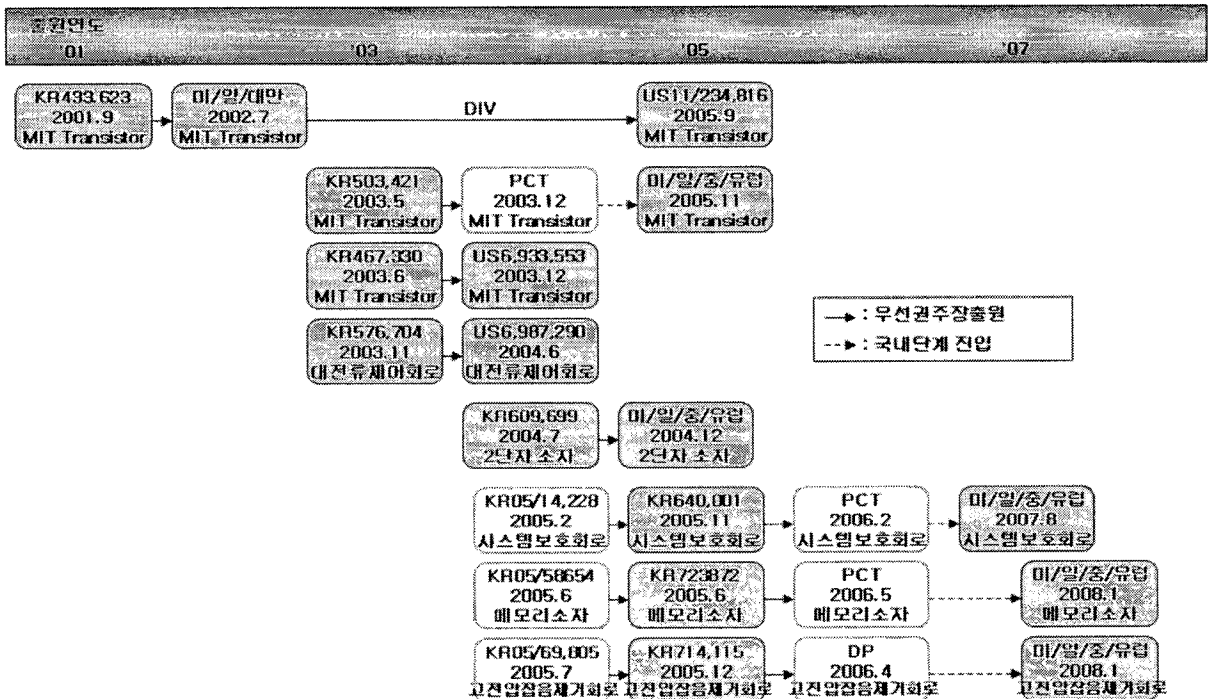 출원연도
'01 '03 '05 '07
KR433,623 미/일/대만 US11/234,816
2001.9 2002.7 DIV 2005.9
MIT Transistor MIT Transistor MIT Transistor
KR503,421 PCT 미/일/중/유럽
2003.5 2003.12 2005.11
MIT Transistor MIT Transistor MIT Transistor
KR467,330 US6,933,553
2003.6 2003.12
MIT Transistor MIT Transistor
→ : 우선권주장출원
--► : 국내단계 진입
KR576,704 US6,987,290
2003.11 2004.6
대전류제어회로 대전류제어회로
KR609,699 미/일/중/유럽
2004.7 2004.12
2단자 소자 2단자 소자
KR05/14,228 KR640,001 PCT 미/일/중/유럽
2005.2 2005.11 2006.2 2007.8
시스템보호회로 시스템보호회로 시스템보호회로 시스템보호회로
KR05/58654 KR723872 PCT 미/일/중/유럽
2005.6 2005.6 2006.5 2008.1
메모리소자 메모리소자 메모리소자 메모리소자
KR05/69,805 KR714,115 DP 미/일/중/유럽
2005.7 2005.12 2006.4 2008.1
고전압잡음제거회로 고전압잡음제거회로 고전압잡음제거회로 고전압잡음제거회로